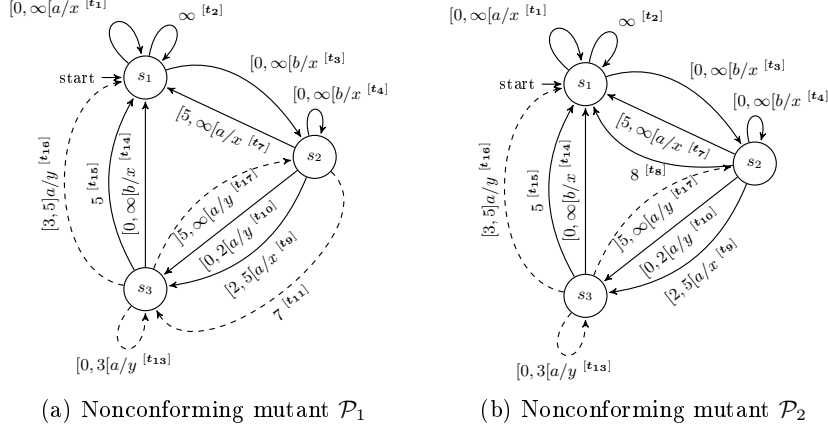 [0, ∞[a/x [t1]
∞ [t2]
[0, ∞[b/x [t3]
[0, ∞[b/x [t4]
start
s1
[5, ∞[a/x [t7]
s2
[3, 5]a/y [t16]
5 [t15]
[0, ∞[b/x [t14]
]5, ∞[a/y [t17]
[0, 2[a/y [t10]
[2, 5[a/x [t9]
7 [t11]
s3
[0, 3[a/y [t13]
(a) Nonconforming mutant P1
[0, ∞[a/x [t1]
∞ [t2]
[0, ∞[b/x [t3]
[0, ∞[b/x [t4]
start
s1
[5, ∞[a/x [t7]
8 [t8]
s2
[3, 5]a/y [t16]
5 [t15]
[0, ∞[b/x [t14]
]5, ∞[a/y [t17]
[0, 2[a/y [t10]
[2, 5[a/x [t9]
s3
[0, 3[a/y [t13]
(b) Nonconforming mutant P2